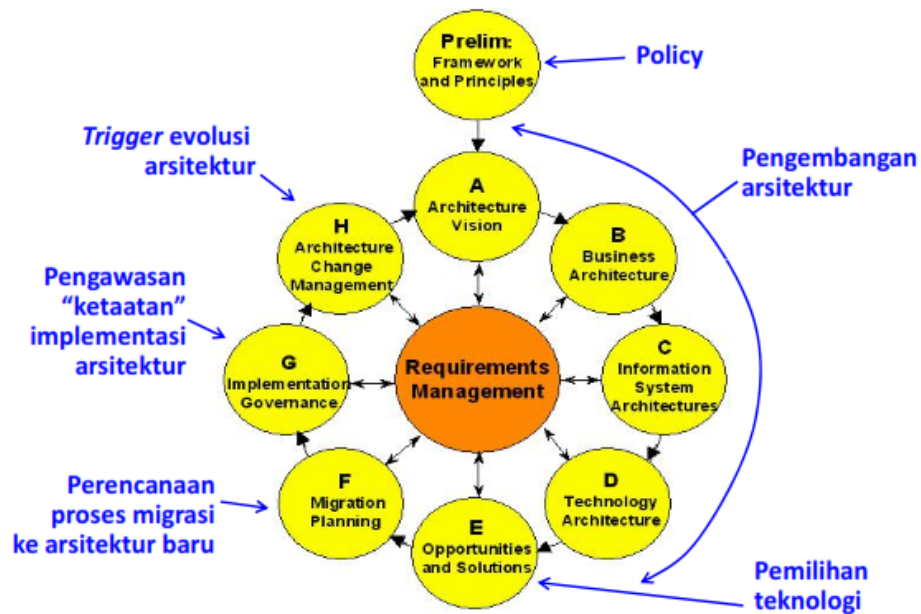 Prelim:
Framework
and Principles
Policy
Trigger evolusi
arsitektur
Pengembangan
arsitektur
A
Architecture
Vision
H
Architecture
Change
Management
B
Business
Architecture
Pengawasan
“ketaatan”
implementasi
arsitektur
Requirements
Management
G
Implementation
Governance
C
Information
System
Architectures
F
Migration
Planning
D
Technology
Architecture
Perencanaan
proses migrasi
ke arsitektur baru
E
Opportunities
and Solutions
Pemilihan
teknologi